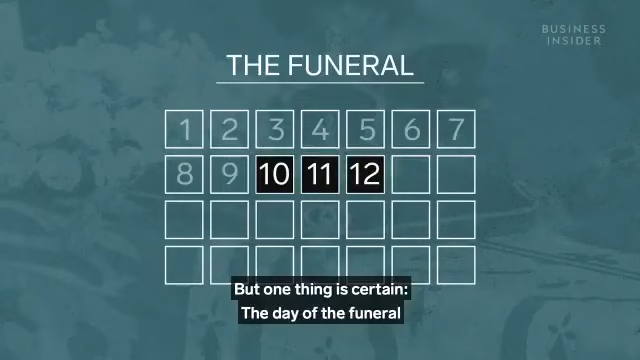 BUSINESS
INSIDER
THE FUNERAL
1 2 3 4 5 6 7
8 9 10 11 12
But one thing is certain:
The day of the funeral